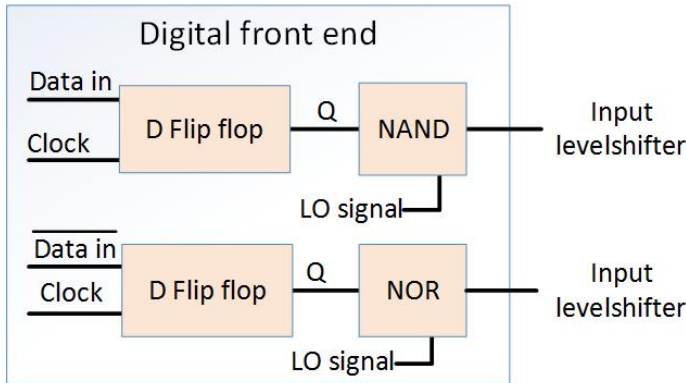 Digital front end
Data in
Clock
D Flip flop
Q
NAND
LO signal
Input
levelshifter
Data in
Clock
D Flip flop
Q
NOR
LO signal
Input
levelshifter